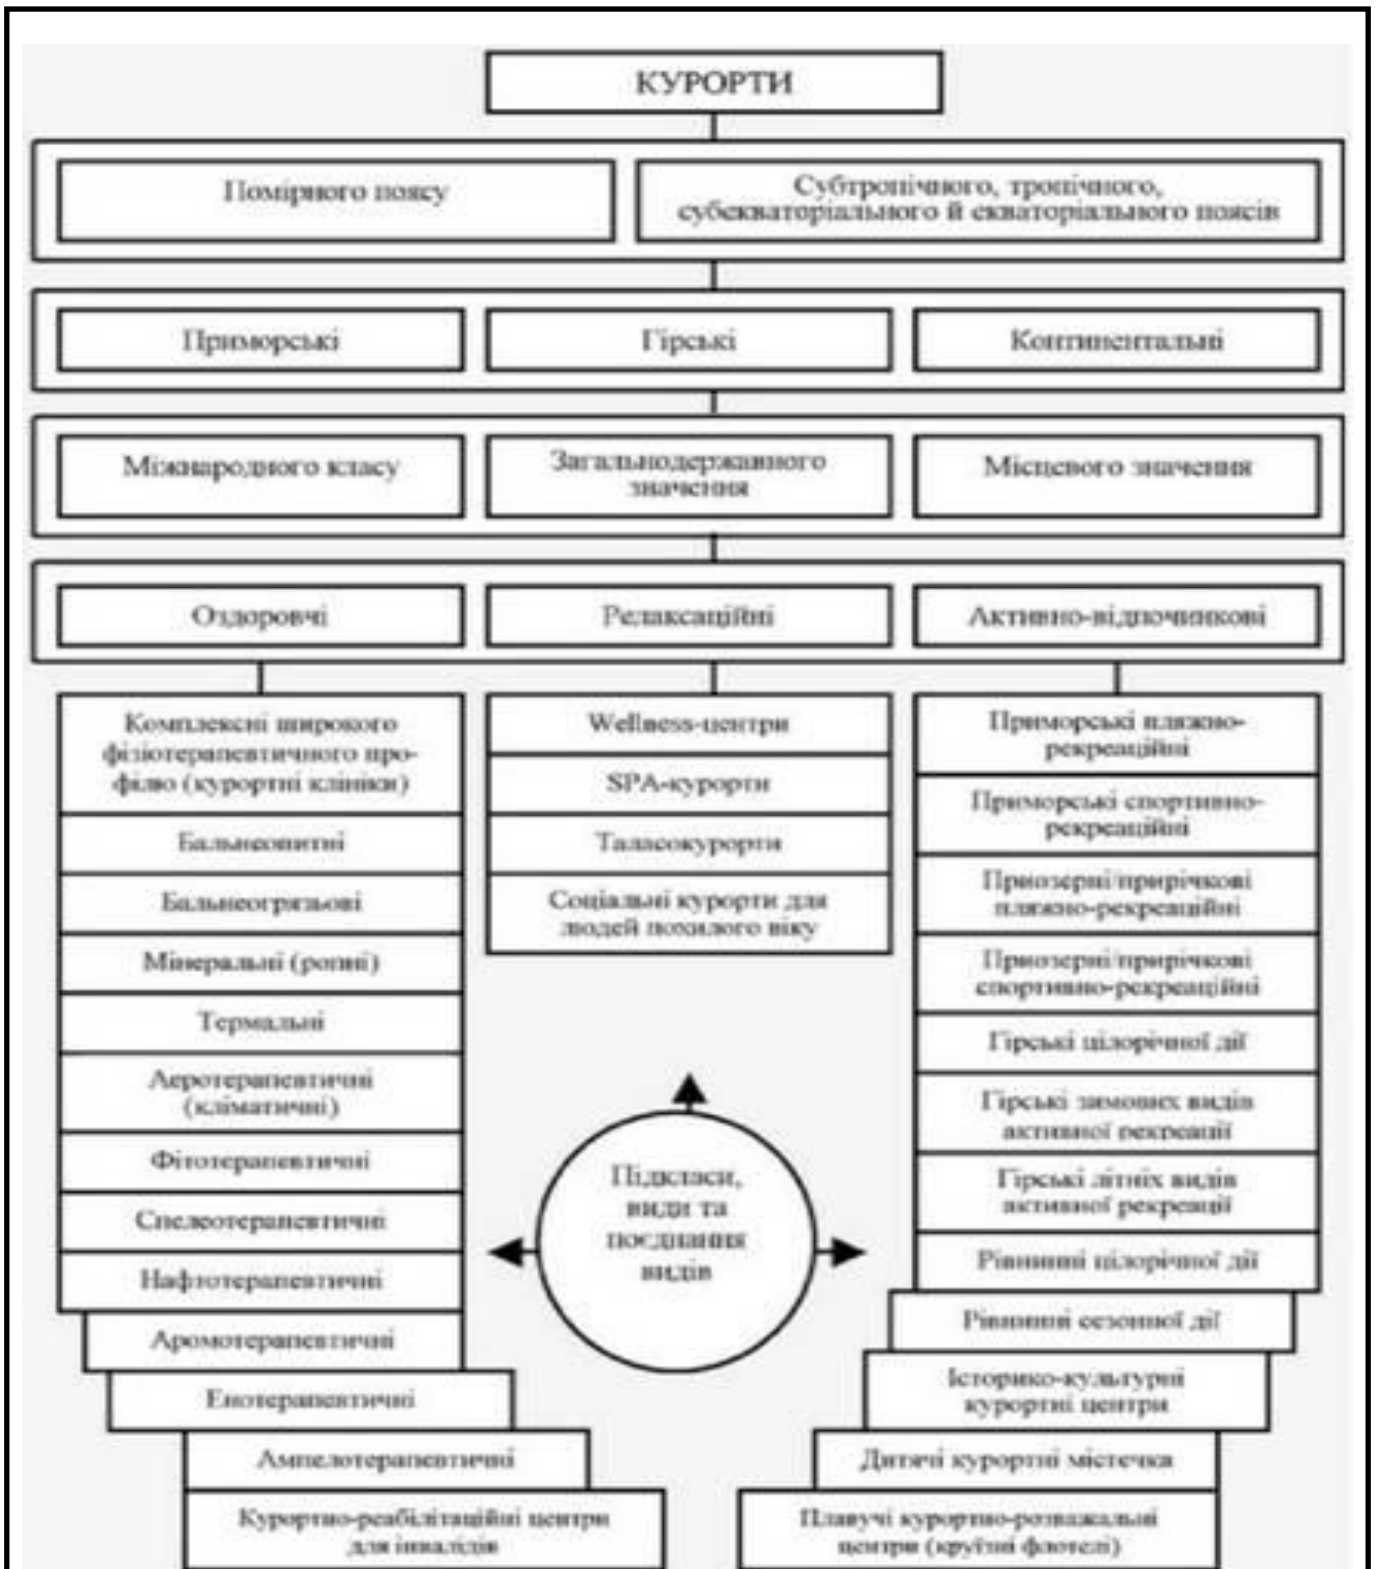 КУРОРТИ
Помірного поясу
Субтропічного, тропічного,
субекваторіального й екваторіального поясів
Приморські
Гірські
Континентальні
Міжнародного класу
Загальнодержавного
значення
Місцевого значення
Оздоровчі
Релаксаційні
Активно-відпочинкові
Комплексні широкого
фізіотерапевтичного про-
філю (курортні клініки)
Бальнеопитні
Бальнеогрязьові
Мінеральні (ропні)
Термальні
Аеротерапевтичні
(кліматичні)
Фітотерапевтичні
Спелеотерапевтичні
Нафтотерапевтичні
Аромотерапевтичні
Енотерапевтичні
Ампелотерапевтичні
Курортно-реабілітаційні центри
для інвалідів
Wellness-центри
SPA-курорти
Таласокурорти
Соціальні курорти для
людей похилого віку
Підкласи,
види та
поєднання
видів
Приморські пляжно-
рекреаційні
Приморські спортивно-
рекреаційні
Приозерні/прирічкові
пляжно-рекреаційні
Приозерні/прирічкові
спортивно-рекреаційні
Гірські цілорічної дії
Гірські зимових видів
активної рекреації
Гірські літніх видів
активної рекреації
Рівнинні цілорічної дії
Рівнинні сезонної дії
Історико-культурні
курортні центри
Дитячі курортні містечка
Плавучі курортно-розважальні
центри (круїзні флотелі)